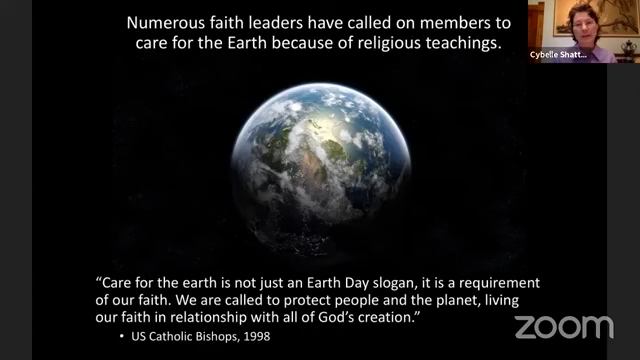 Numerous faith leaders have called on members to
care for the Earth because of religious teachings.
Cybelle Shatt...
“Care for the earth is not just an Earth Day slogan, it is a requirement
of our faith. We are called to protect people and the planet, living
our faith in relationship with all of God’s creation.”
• US Catholic Bishops, 1998
zoom